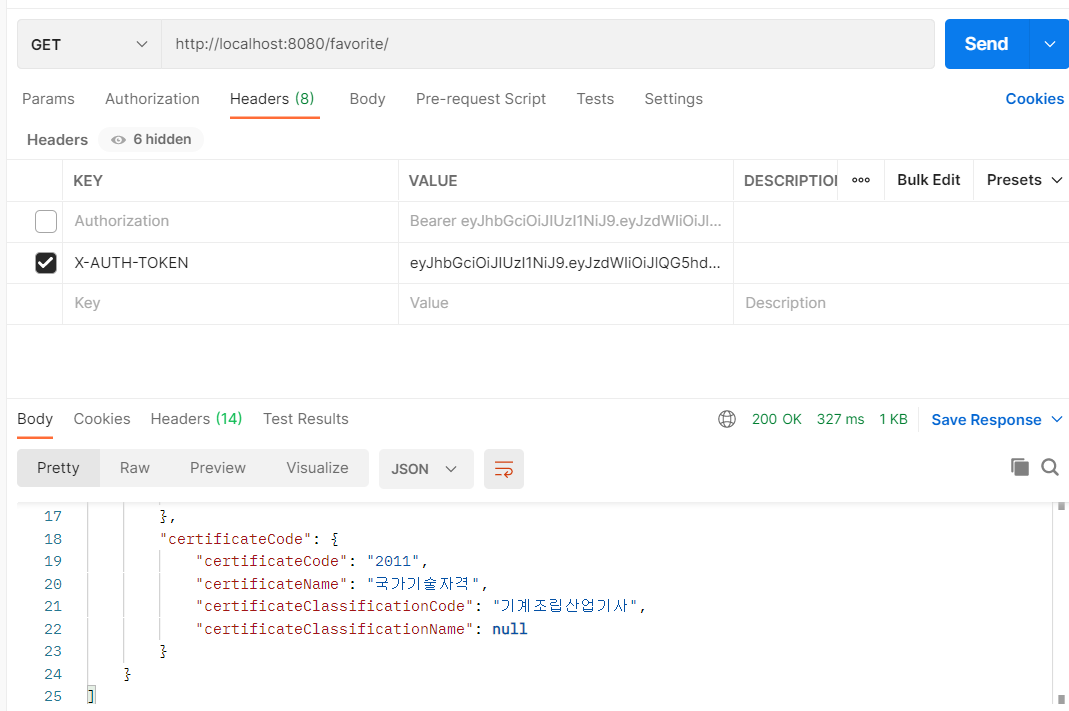 GET http://localhost:8080/favorite/ Send
Params Authorization Headers (8) Body Pre-request Script Tests Settings Cookies
Headers 6 hidden
KEY VALUE DESCRIPTION ooo Bulk Edit Presets
Authorization Bearer eyJhbGciOiJIUzI1NiJ9.eyJzdWIiOiJl...
X-AUTH-TOKEN eyJhbGciOiJIUzI1NiJ9.eyJzdWIiOiJlQG5hd...
Key Value Description
Body Cookies Headers (14) Test Results 200 OK 327 ms 1 KB Save Response
Pretty Raw Preview Visualize JSON
17 },
18 "certificateCode": {
19 "certificateCode": "2011",
20 "certificateName": "국가기술자격",
21 "certificateClassificationCode": "기계조립산업기사",
22 "certificateClassificationName": null
23 }
24 }
25 ]